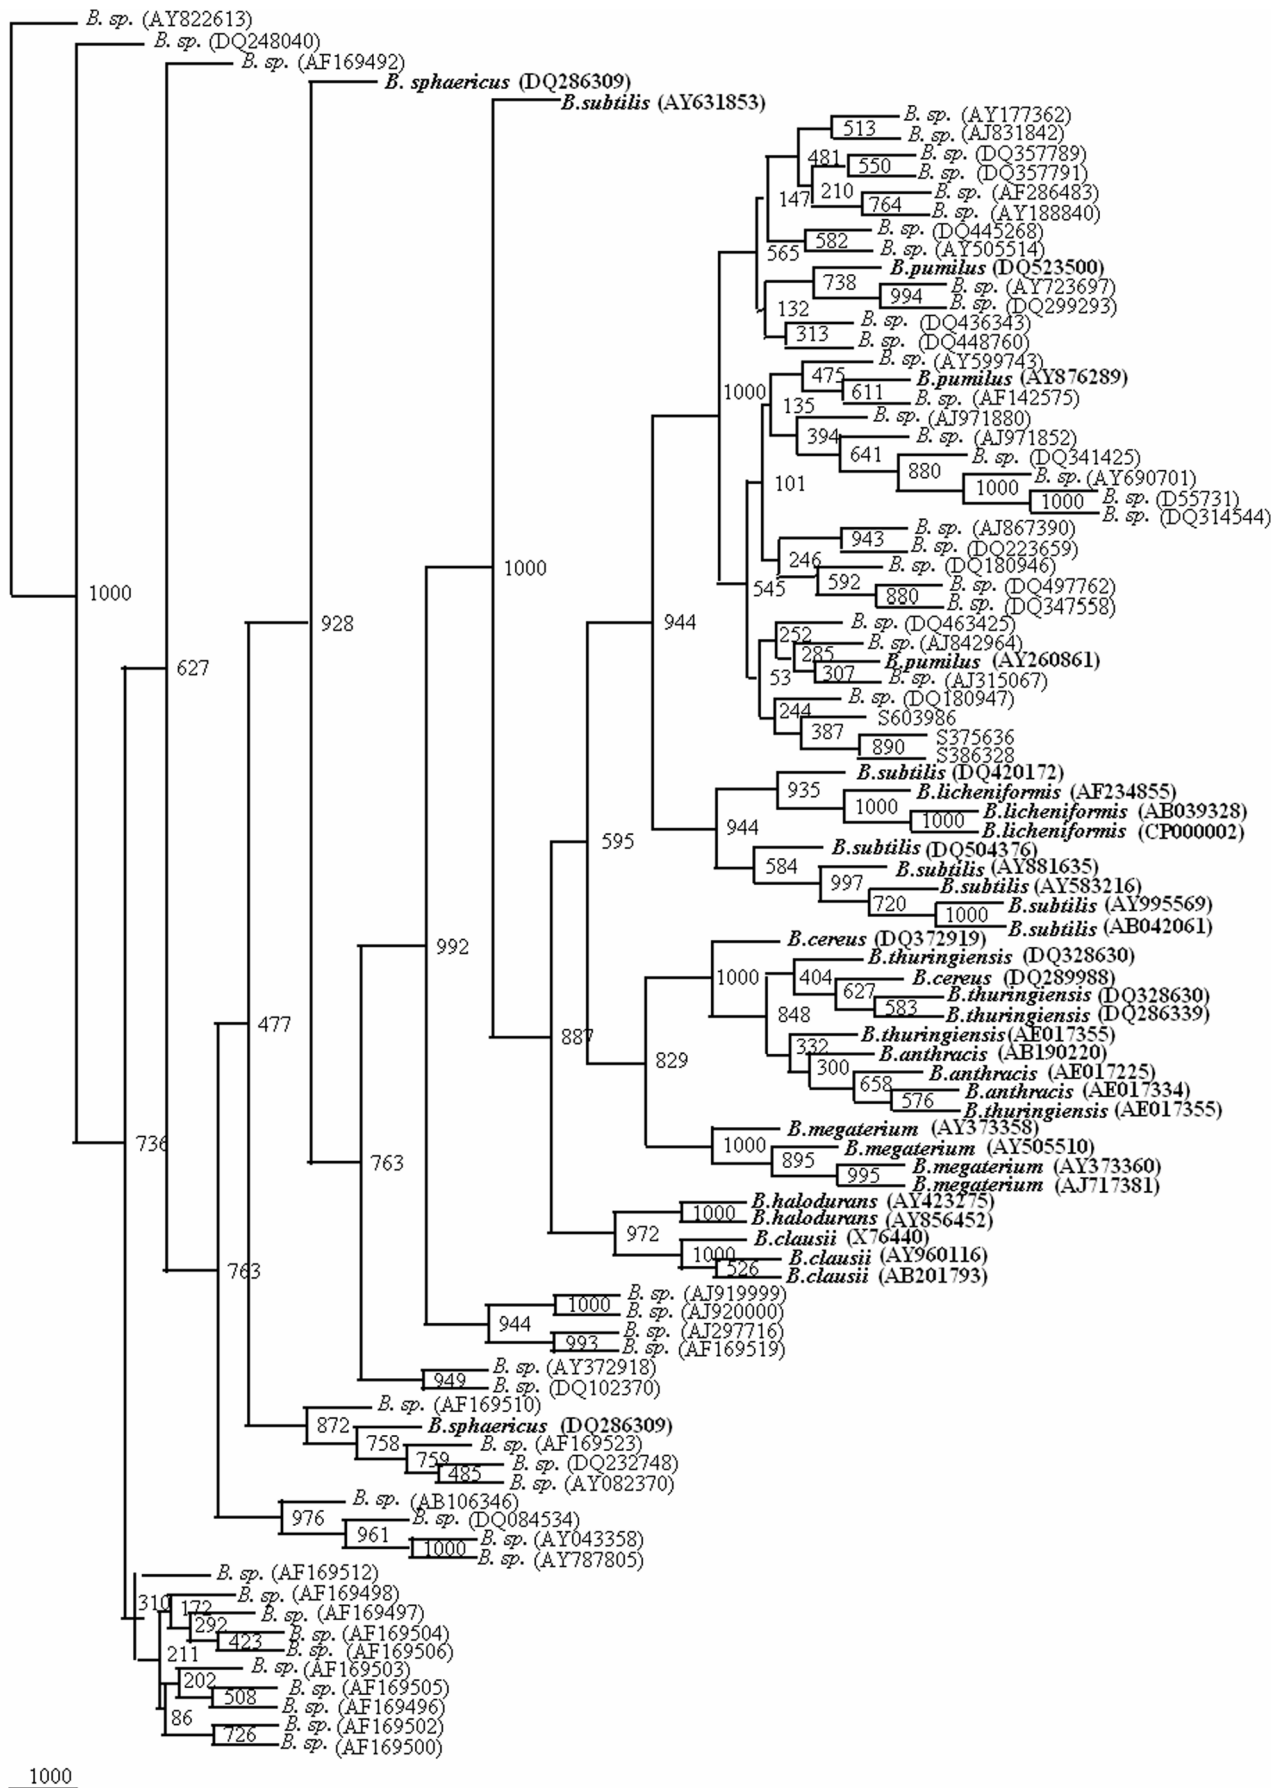 B. sp. (AY822613)
B. sp. (DQ248040)
B. sp. (AF169492)
B. sphaericus (DQ286309)
B.subtilis (AY631853)
B. sp. (AY177362)
513
B. sp. (AJ831842)
481
B. sp. (DQ357789)
550
B. sp. (DQ357791)
147
210
B. sp. (AF286483)
764
B. sp. (AY188840)
B. sp. (DQ445268)
565
582
B. sp. (AY505514)
B.pumilus (DQ523500)
738
B. sp. (AY723697)
994
B. sp. (DQ299293)
132
B. sp. (DQ436343)
313
B. sp. (DQ448760)
B. sp. (AY599743)
475
B.pumilus (AY876289)
1000
611
B. sp. (AF142575)
135
B. sp. (AJ971880)
394
B. sp. (AJ971852)
641
B. sp. (DQ341425)
880
B. sp. (AY690701)
101
1000
B. sp. (D55731)
1000
B. sp. (DQ314544)
B. sp. (AJ867390)
943
B. sp. (DQ223659)
246
B. sp. (DQ180946)
1000
592
B. sp. (DQ497762)
545
880
B. sp. (DQ347558)
1000
928
944
B. sp. (DQ463425)
252
B. sp. (AJ842964)
285
B.pumilus (AY260861)
627
53
307
B. sp. (AJ315067)
B. sp. (DQ180947)
244
S603986
387
S375636
890
S386328
B.subtilis (DQ420172)
935
B.licheniformis (AF234855)
1000
B.licheniformis (AB039328)
1000
B.licheniformis (CP000002)
944
595
B.subtilis (DQ504376)
584
B.subtilis (AY881635)
997
B.subtilis (AY583216)
720
B.subtilis (AY995569)
1000
B.subtilis (AB042061)
992
B.cereus (DQ372919)
B.thuringiensis (DQ328630)
1000
404
B.cereus (DQ289988)
627
B.thuringiensis (DQ328630)
583
B.thuringiensis (DQ286339)
477
848
887
B.thuringiensis (AE017355)
332
B.anthracis (AB190220)
829
300
B.anthracis (AE017225)
658
B.anthracis (AE017334)
576
B.thuringiensis (AE017355)
B.megaterium (AY373358)
736
1000
B.megaterium (AY505510)
763
895
B.megaterium (AY373360)
995
B.megaterium (AJ717381)
B.halodurans (AY423275)
1000
B.halodurans (AY856452)
972
B.clausii (X76440)
1000
B.clausii (AY960116)
763
526
B.clausii (AB201793)
B. sp. (AJ919999)
1000
B. sp. (AJ920000)
944
B. sp. (AJ297716)
993
B. sp. (AF169519)
B. sp. (AY372918)
949
B. sp. (DQ102370)
B. sp. (AF169510)
872
B.sphaericus (DQ286309)
758
B. sp. (AF169523)
759
B. sp. (DQ232748)
485
B. sp. (AY082370)
B. sp. (AB106346)
976
B. sp. (DQ084534)
961
B. sp. (AY043358)
1000
B. sp. (AY787805)
B. sp. (AF169512)
B. sp. (AF169498)
310
172
B. sp. (AF169497)
292
B. sp. (AF169504)
423
B. sp. (AF169506)
211
B. sp. (AF169503)
202
B. sp. (AF169505)
508
B. sp. (AF169496)
86
B. sp. (AF169502)
726
B. sp. (AF169500)
1000